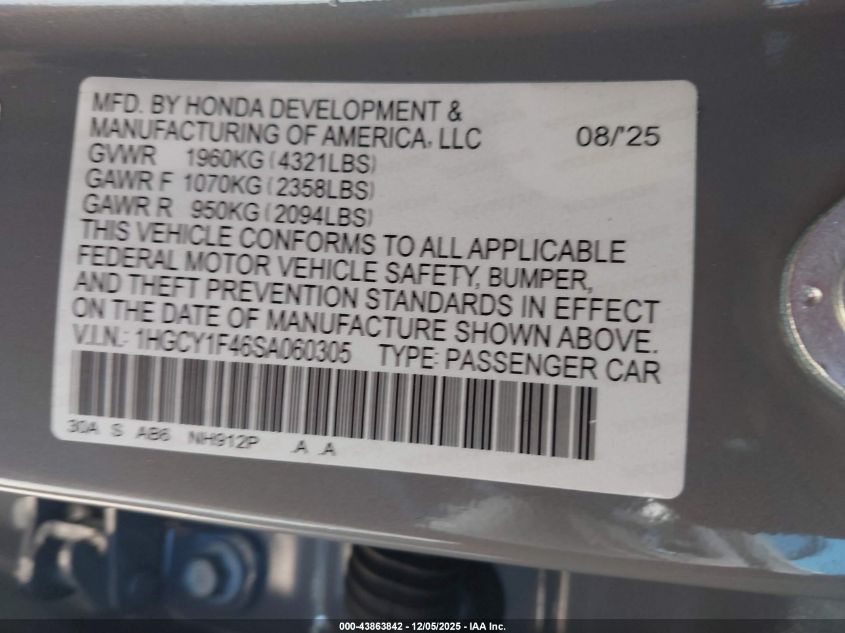 MFD. BY HONDA DEVELOPMENT &
MANUFACTURING OF AMERICA, LLC 08/'25
GVWR 1960KG (4321LBS)
GAWR F 1070KG (2358LBS)
GAWR R 950KG (2094LBS)
THIS VEHICLE CONFORMS TO ALL APPLICABLE
FEDERAL MOTOR VEHICLE SAFETY, BUMPER,
AND THEFT PREVENTION STANDARDS IN EFFECT
ON THE DATE OF MANUFACTURE SHOWN ABOVE.
V.I.N.: 1HGCY1F46SA060305 TYPE: PASSENGER CAR
30A S AB6 NH912P .A .A
000-43863842 - 12/05/2025 - IAA Inc.